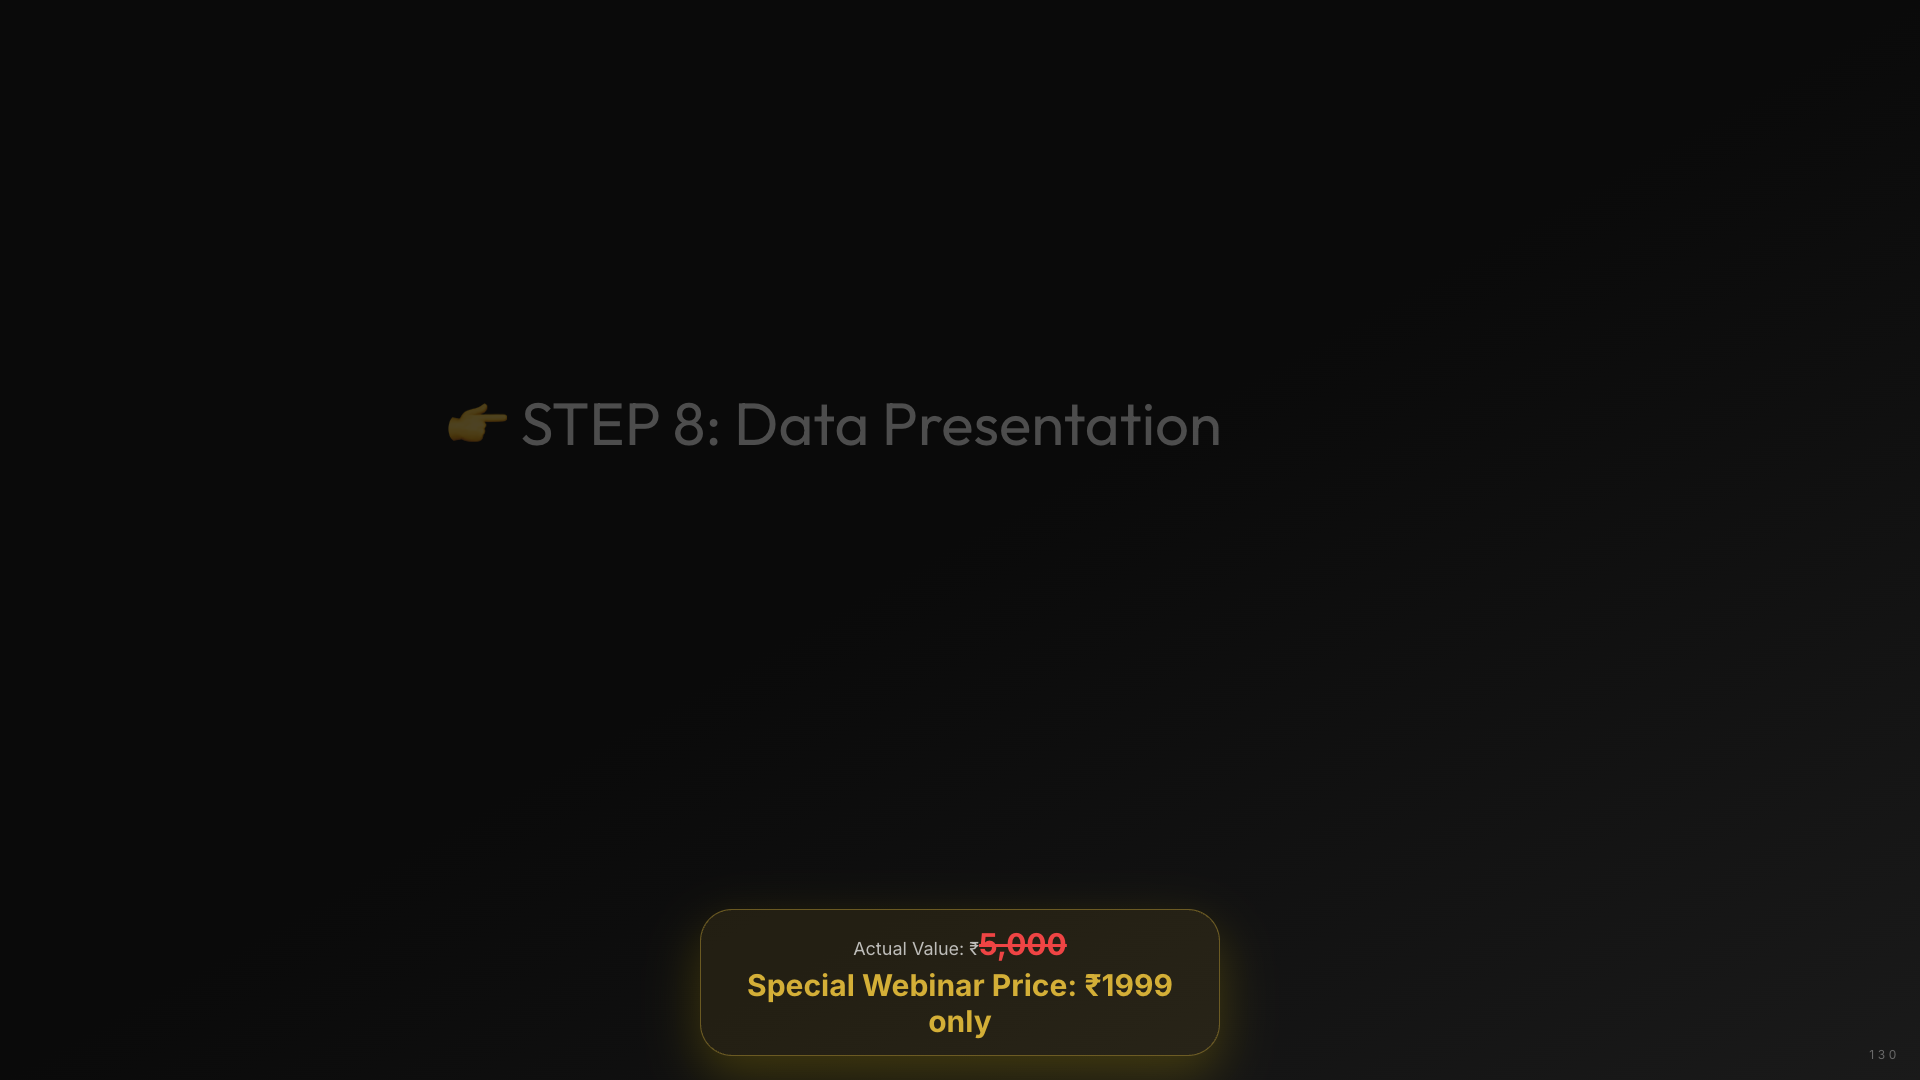 👉 STEP 8: Data Presentation
Actual Value: ₹5,000
Special Webinar Price: ₹1999
only
130